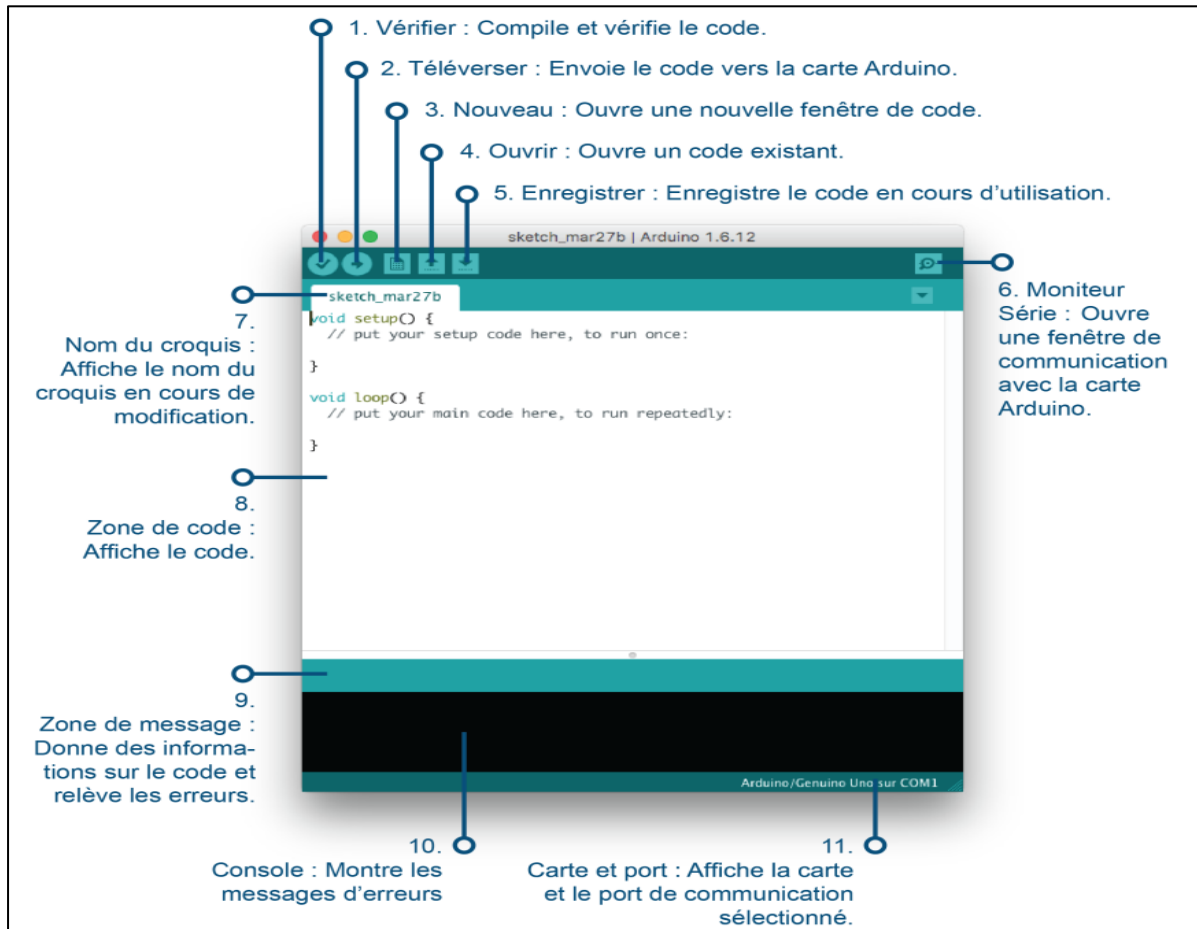 1. Vérifier : Compile et vérifie le code.
2. Téléverser : Envoie le code vers la carte Arduino.
3. Nouveau : Ouvre une nouvelle fenêtre de code.
4. Ouvrir : Ouvre un code existant.
5. Enregistrer : Enregistre le code en cours d'utilisation.
sketch_mar27b | Arduino 1.6.12
sketch_mar27b
void setup() {
// put your setup code here, to run once:
}
void loop() {
// put your main code here, to run repeatedly:
}
6. Moniteur
Série : Ouvre
une fenêtre de
communication
avec la carte
Arduino.
7.
Nom du croquis :
Affiche le nom du
croquis en cours de
modification.
8.
Zone de code :
Affiche le code.
9.
Zone de message :
Donne des informa-
tions sur le code et
relève les erreurs.
Arduino/Genuino Uno sur COM1
10.
Console : Montre les
messages d'erreurs
11.
Carte et port : Affiche la carte
et le port de communication
sélectionné.